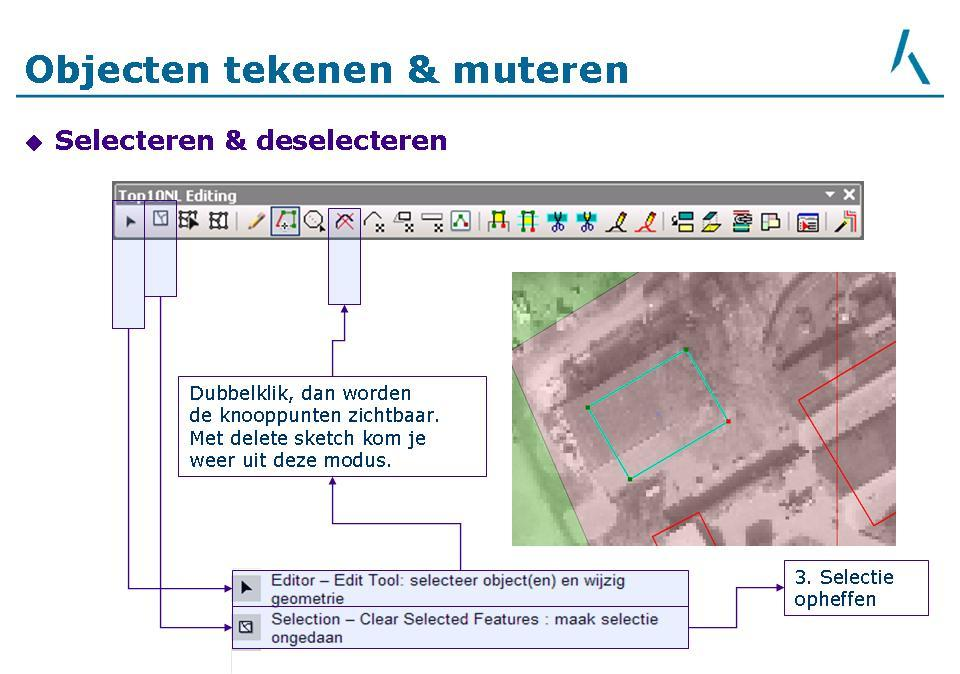 Objecten tekenen & muteren
Selecteren & deselecteren
Top10NL Editing
Dubbelklik, dan worden
de knooppunten zichtbaar.
Met delete sketch kom je
weer uit deze modus.
Editor – Edit Tool: selecteer object(en) en wijzig
geometrie
Selection – Clear Selected Features : maak selectie
ongedaan
3. Selectie
opheffen